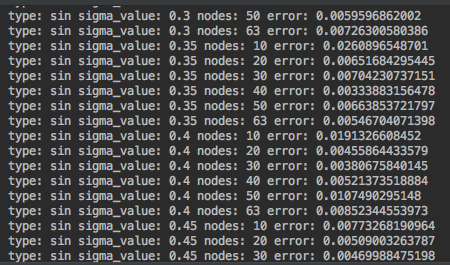 type: sin sigma_value: 0.3 nodes: 50 error: 0.0059596862002
type: sin sigma_value: 0.3 nodes: 63 error: 0.00726300580386
type: sin sigma_value: 0.35 nodes: 10 error: 0.0260896548701
type: sin sigma_value: 0.35 nodes: 20 error: 0.00651684295445
type: sin sigma_value: 0.35 nodes: 30 error: 0.00704230737151
type: sin sigma_value: 0.35 nodes: 40 error: 0.00333883156478
type: sin sigma_value: 0.35 nodes: 50 error: 0.00663853721797
type: sin sigma_value: 0.35 nodes: 63 error: 0.00546704071398
type: sin sigma_value: 0.4 nodes: 10 error: 0.0191326608452
type: sin sigma_value: 0.4 nodes: 20 error: 0.00455864433579
type: sin sigma_value: 0.4 nodes: 30 error: 0.00380675840145
type: sin sigma_value: 0.4 nodes: 40 error: 0.00521373518884
type: sin sigma_value: 0.4 nodes: 50 error: 0.0107490295148
type: sin sigma_value: 0.4 nodes: 63 error: 0.00852344553973
type: sin sigma_value: 0.45 nodes: 10 error: 0.00773268190964
type: sin sigma_value: 0.45 nodes: 20 error: 0.00509003263787
type: sin sigma_value: 0.45 nodes: 30 error: 0.00469988475198